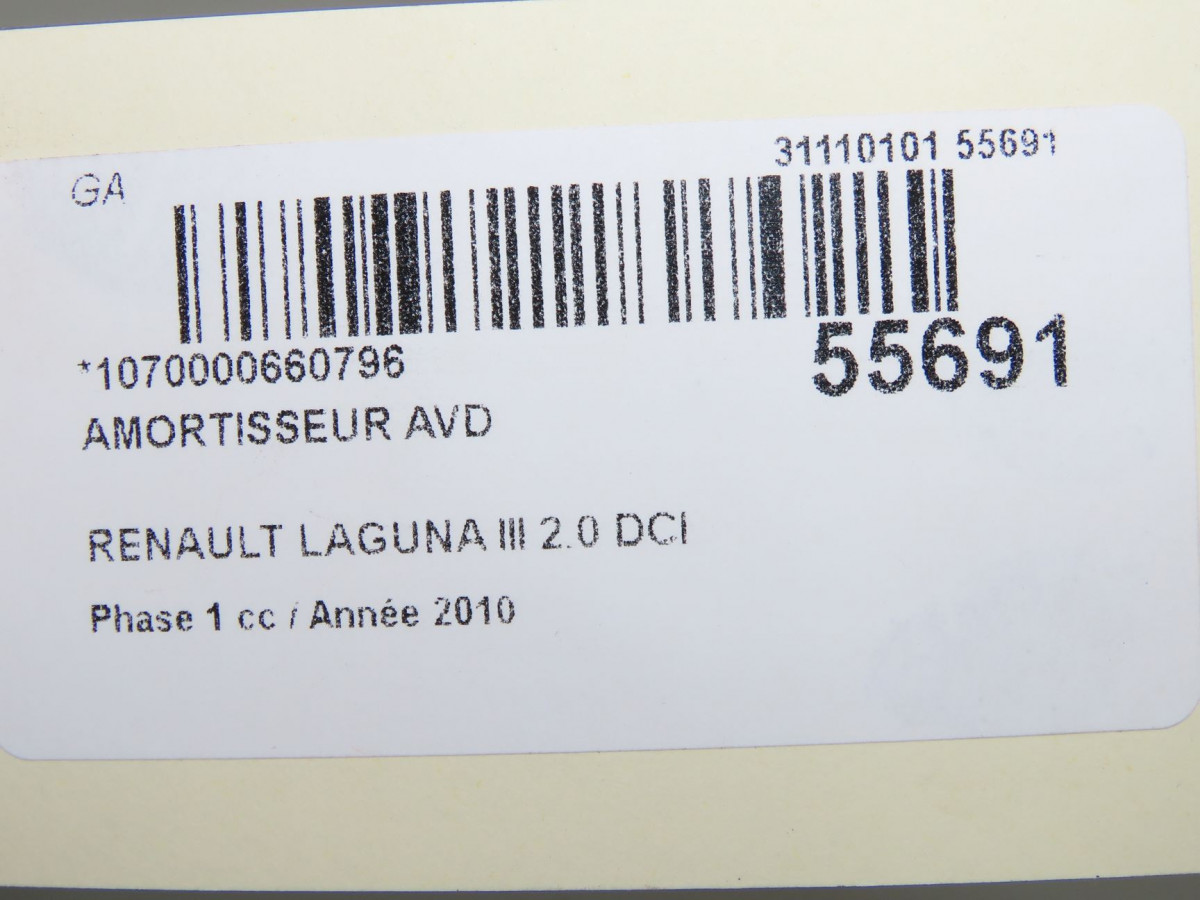 31110101 55691
GA
*1070000660796
55691
AMORTISSEUR AVD
RENAULT LAGUNA III 2.0 DCI
Phase 1 cc / Année 2010